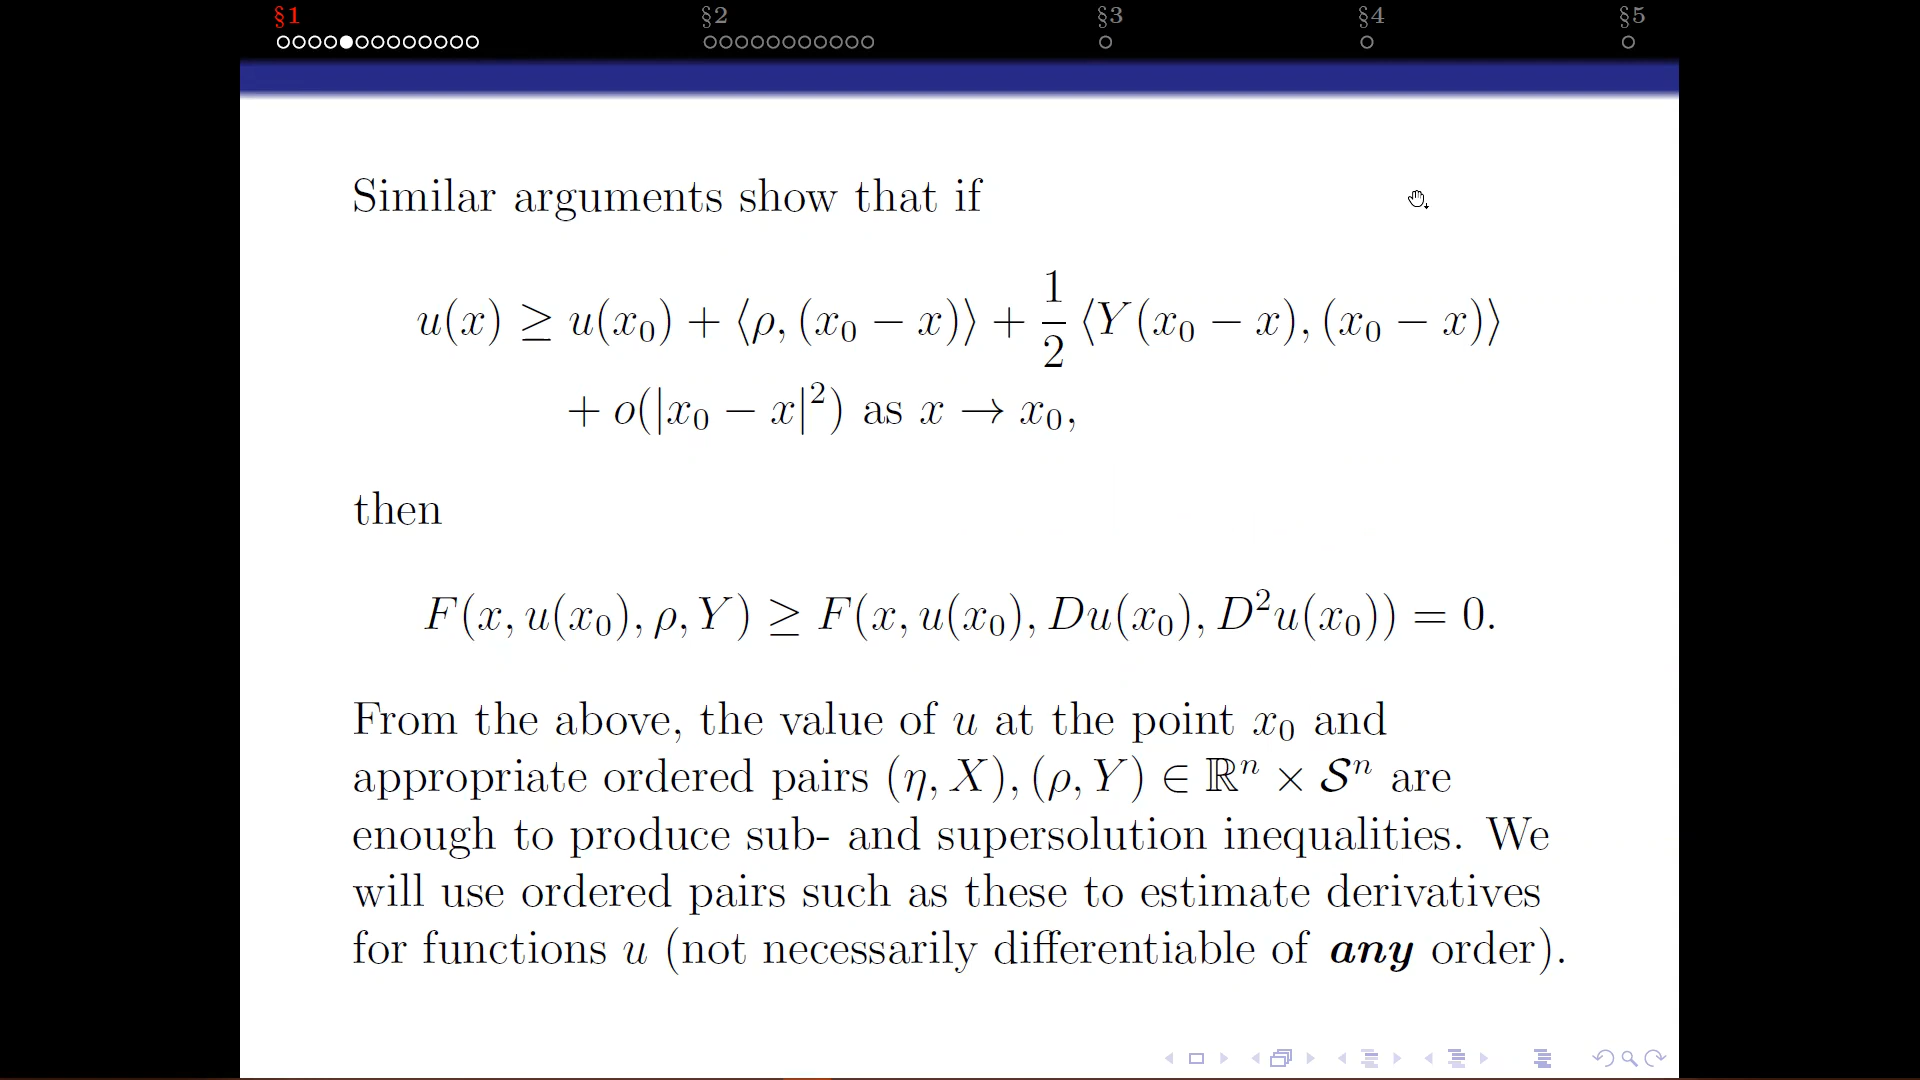 §1 §2 §3 §4 §5
Similar arguments show that if
u(x) ≥ u(x₀) + ⟨ρ, (x₀ − x)⟩ + 1/2 ⟨Y(x₀ − x), (x₀ − x)⟩
+ o(|x₀ − x|²) as x → x₀,
then
F(x, u(x₀), ρ, Y) ≥ F(x, u(x₀), Du(x₀), D²u(x₀)) = 0.
From the above, the value of u at the point x₀ and
appropriate ordered pairs (η, X), (ρ, Y) ∈ ℝⁿ × 𝒮ⁿ are
enough to produce sub- and supersolution inequalities. We
will use ordered pairs such as these to estimate derivatives
for functions u (not necessarily differentiable of any order).